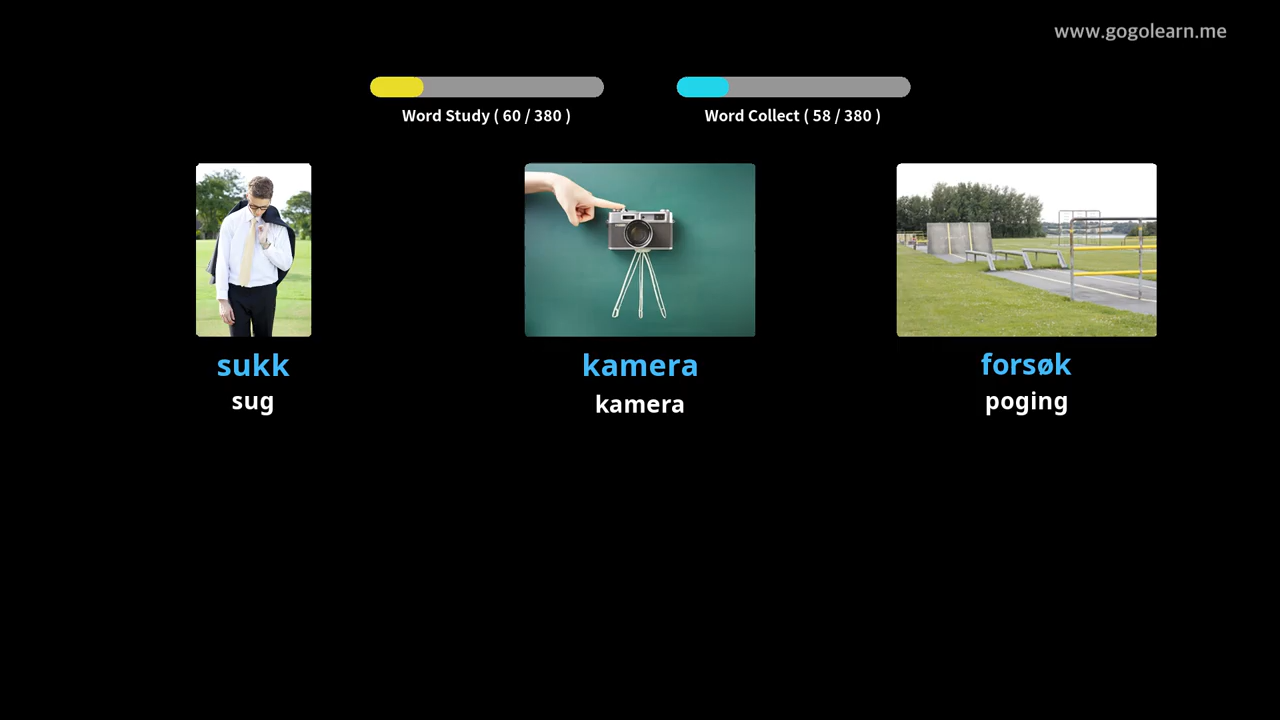 www.gogolearn.me
Word Study ( 60 / 380 )
Word Collect ( 58 / 380 )
sukk
sug
kamera
kamera
forsøk
poging